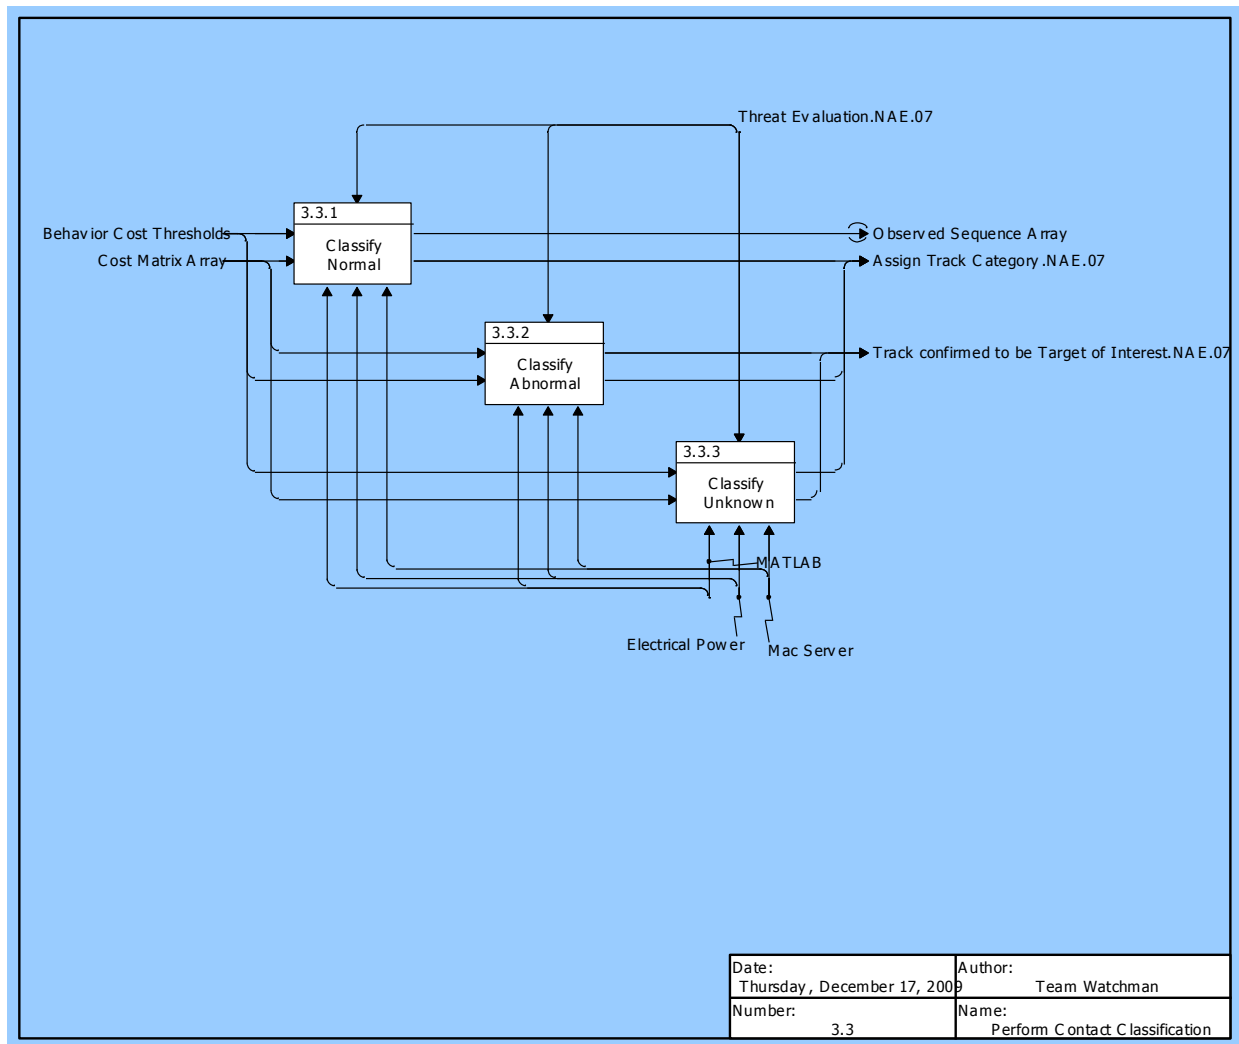 Threat Evaluation.NAE.07
3.3.1
Classify
Normal
Behavior Cost Thresholds
Cost Matrix Array
Observed Sequence Array
Assign Track Category.NAE.07
3.3.2
Classify
Abnormal
Track confirmed to be Target of Interest.NAE.07
3.3.3
Classify
Unknown
MATLAB
Electrical Power
Mac Server
Date:
Thursday, December 17, 2009
Author:
Team Watchman
Number:
3.3
Name:
Perform Contact Classification